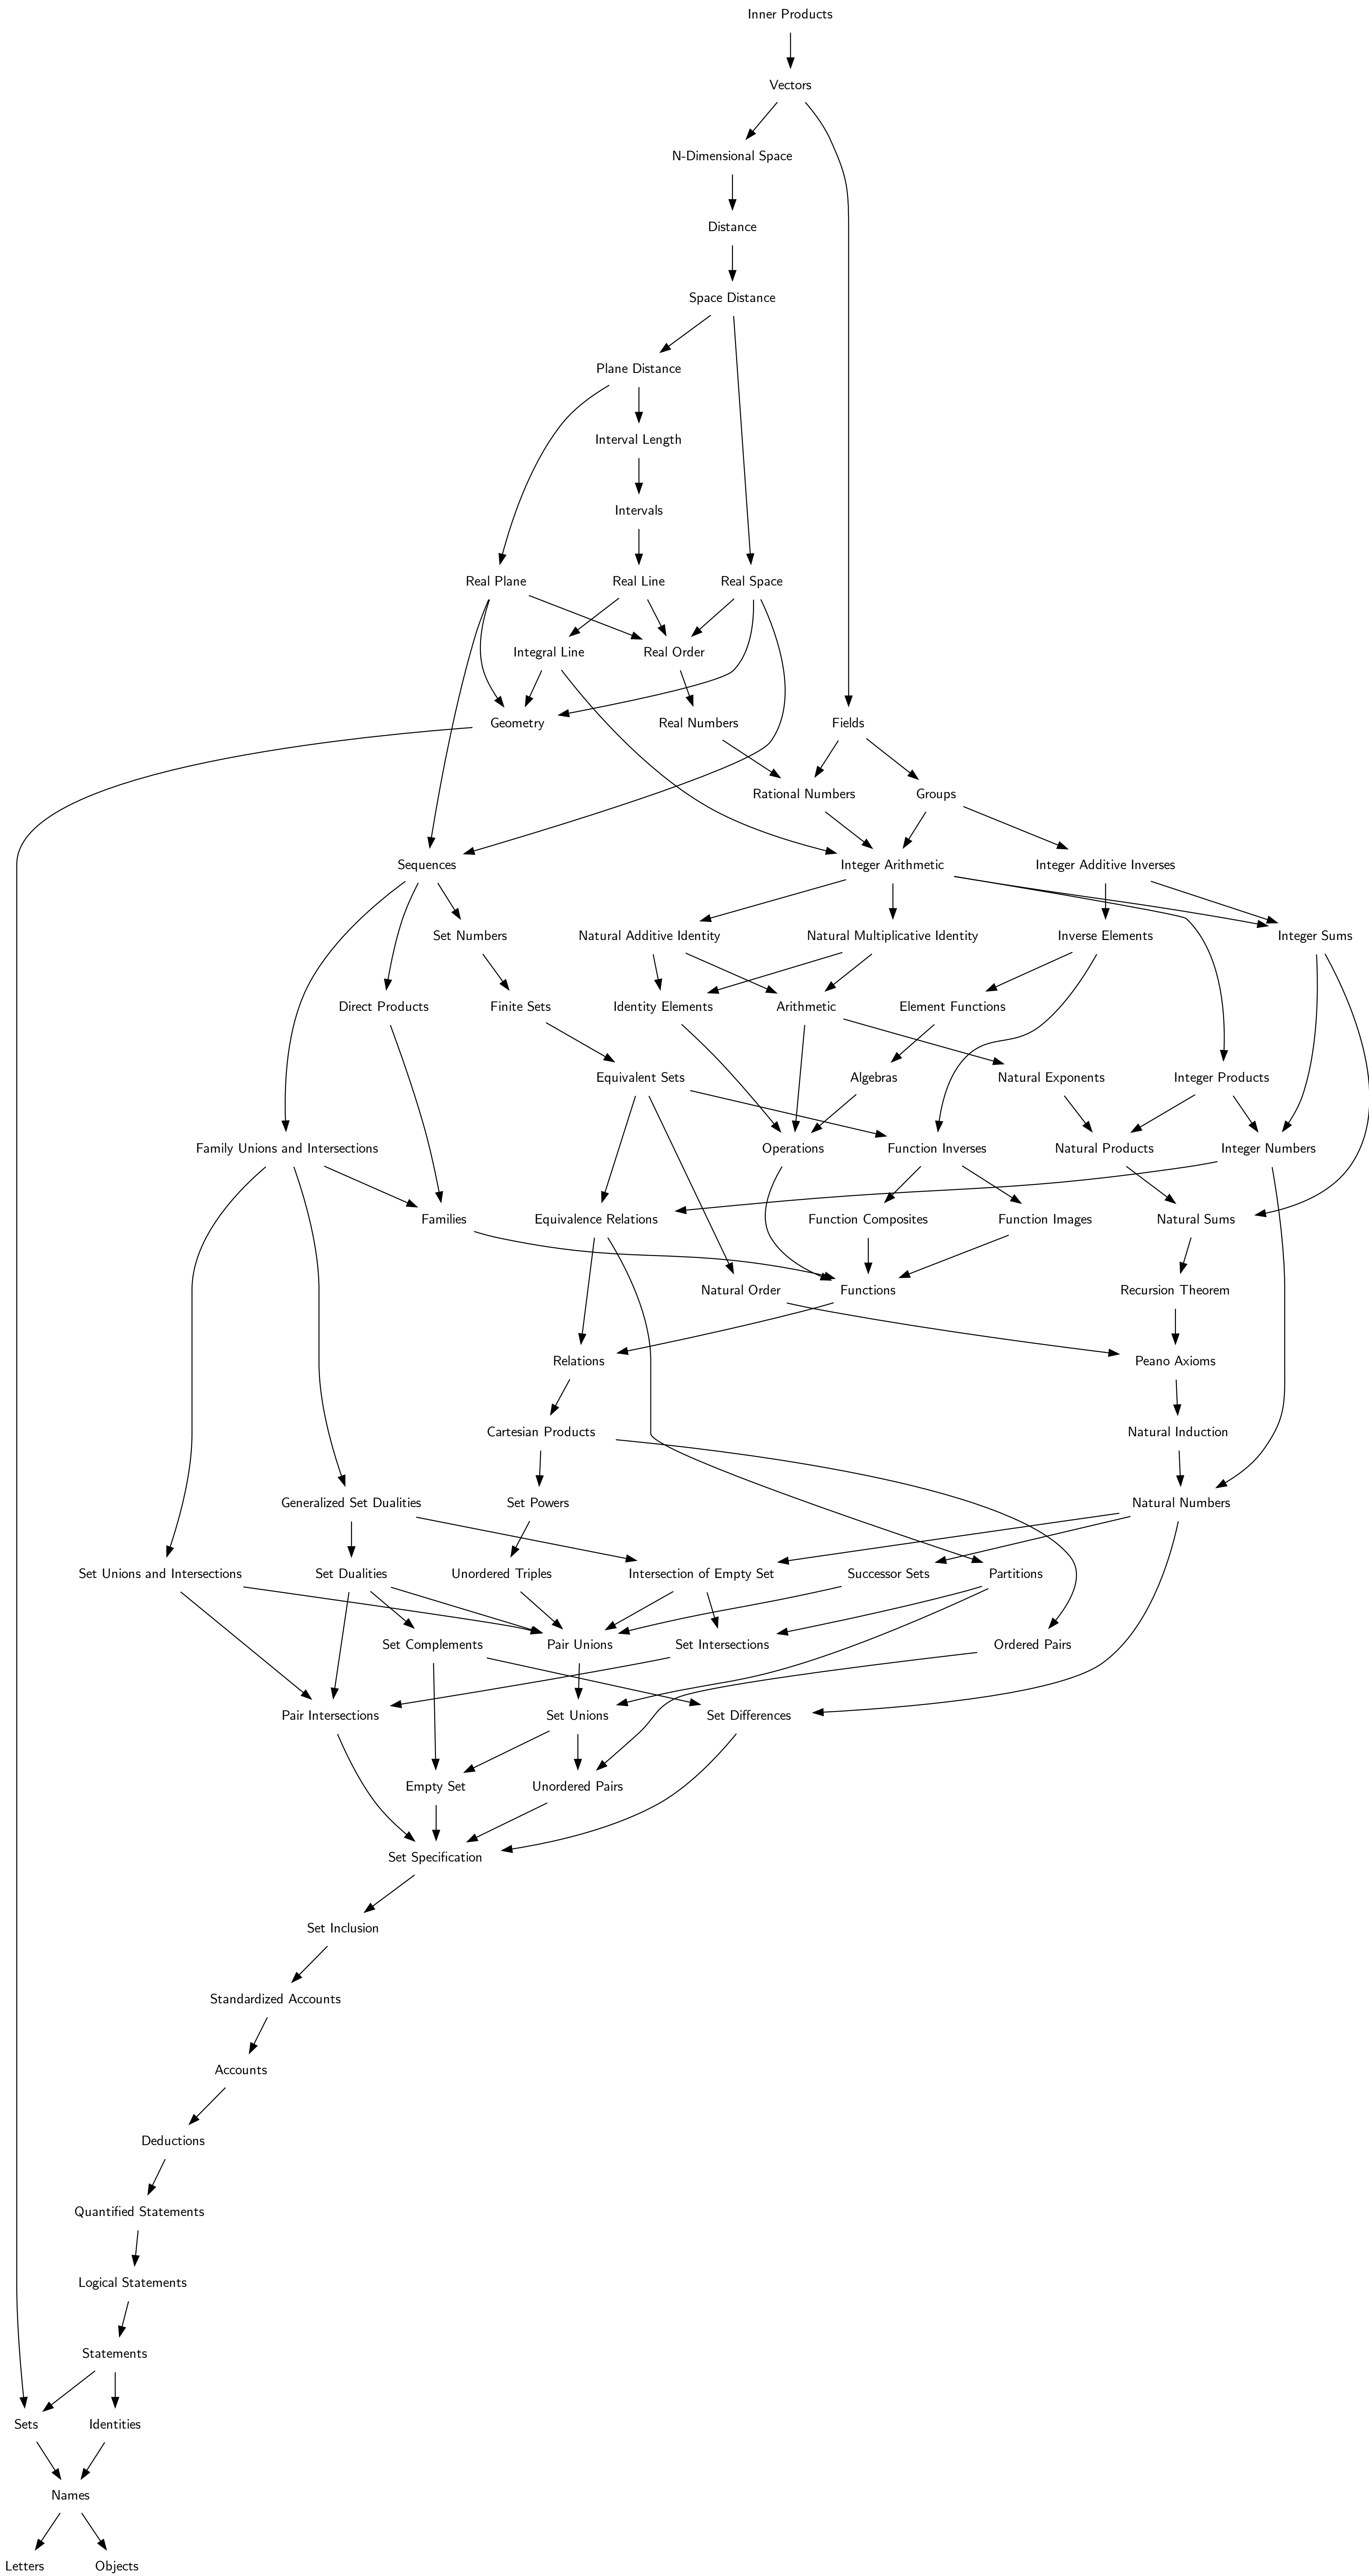 Inner Products
Vectors
N-Dimensional Space
Distance
Space Distance
Plane Distance
Interval Length
Intervals
Real Plane
Real Line
Real Space
Integral Line
Real Order
Geometry
Real Numbers
Fields
Rational Numbers
Groups
Sequences
Integer Arithmetic
Integer Additive Inverses
Set Numbers
Natural Additive Identity
Natural Multiplicative Identity
Inverse Elements
Integer Sums
Direct Products
Finite Sets
Identity Elements
Arithmetic
Element Functions
Equivalent Sets
Algebras
Natural Exponents
Integer Products
Family Unions and Intersections
Operations
Function Inverses
Natural Products
Integer Numbers
Families
Equivalence Relations
Function Composites
Function Images
Natural Sums
Natural Order
Functions
Recursion Theorem
Relations
Peano Axioms
Cartesian Products
Natural Induction
Generalized Set Dualities
Set Powers
Natural Numbers
Set Unions and Intersections
Set Dualities
Unordered Triples
Intersection of Empty Set
Successor Sets
Partitions
Set Complements
Pair Unions
Set Intersections
Ordered Pairs
Pair Intersections
Set Unions
Set Differences
Empty Set
Unordered Pairs
Set Specification
Set Inclusion
Standardized Accounts
Accounts
Deductions
Quantified Statements
Logical Statements
Statements
Sets
Identities
Names
Letters
Objects